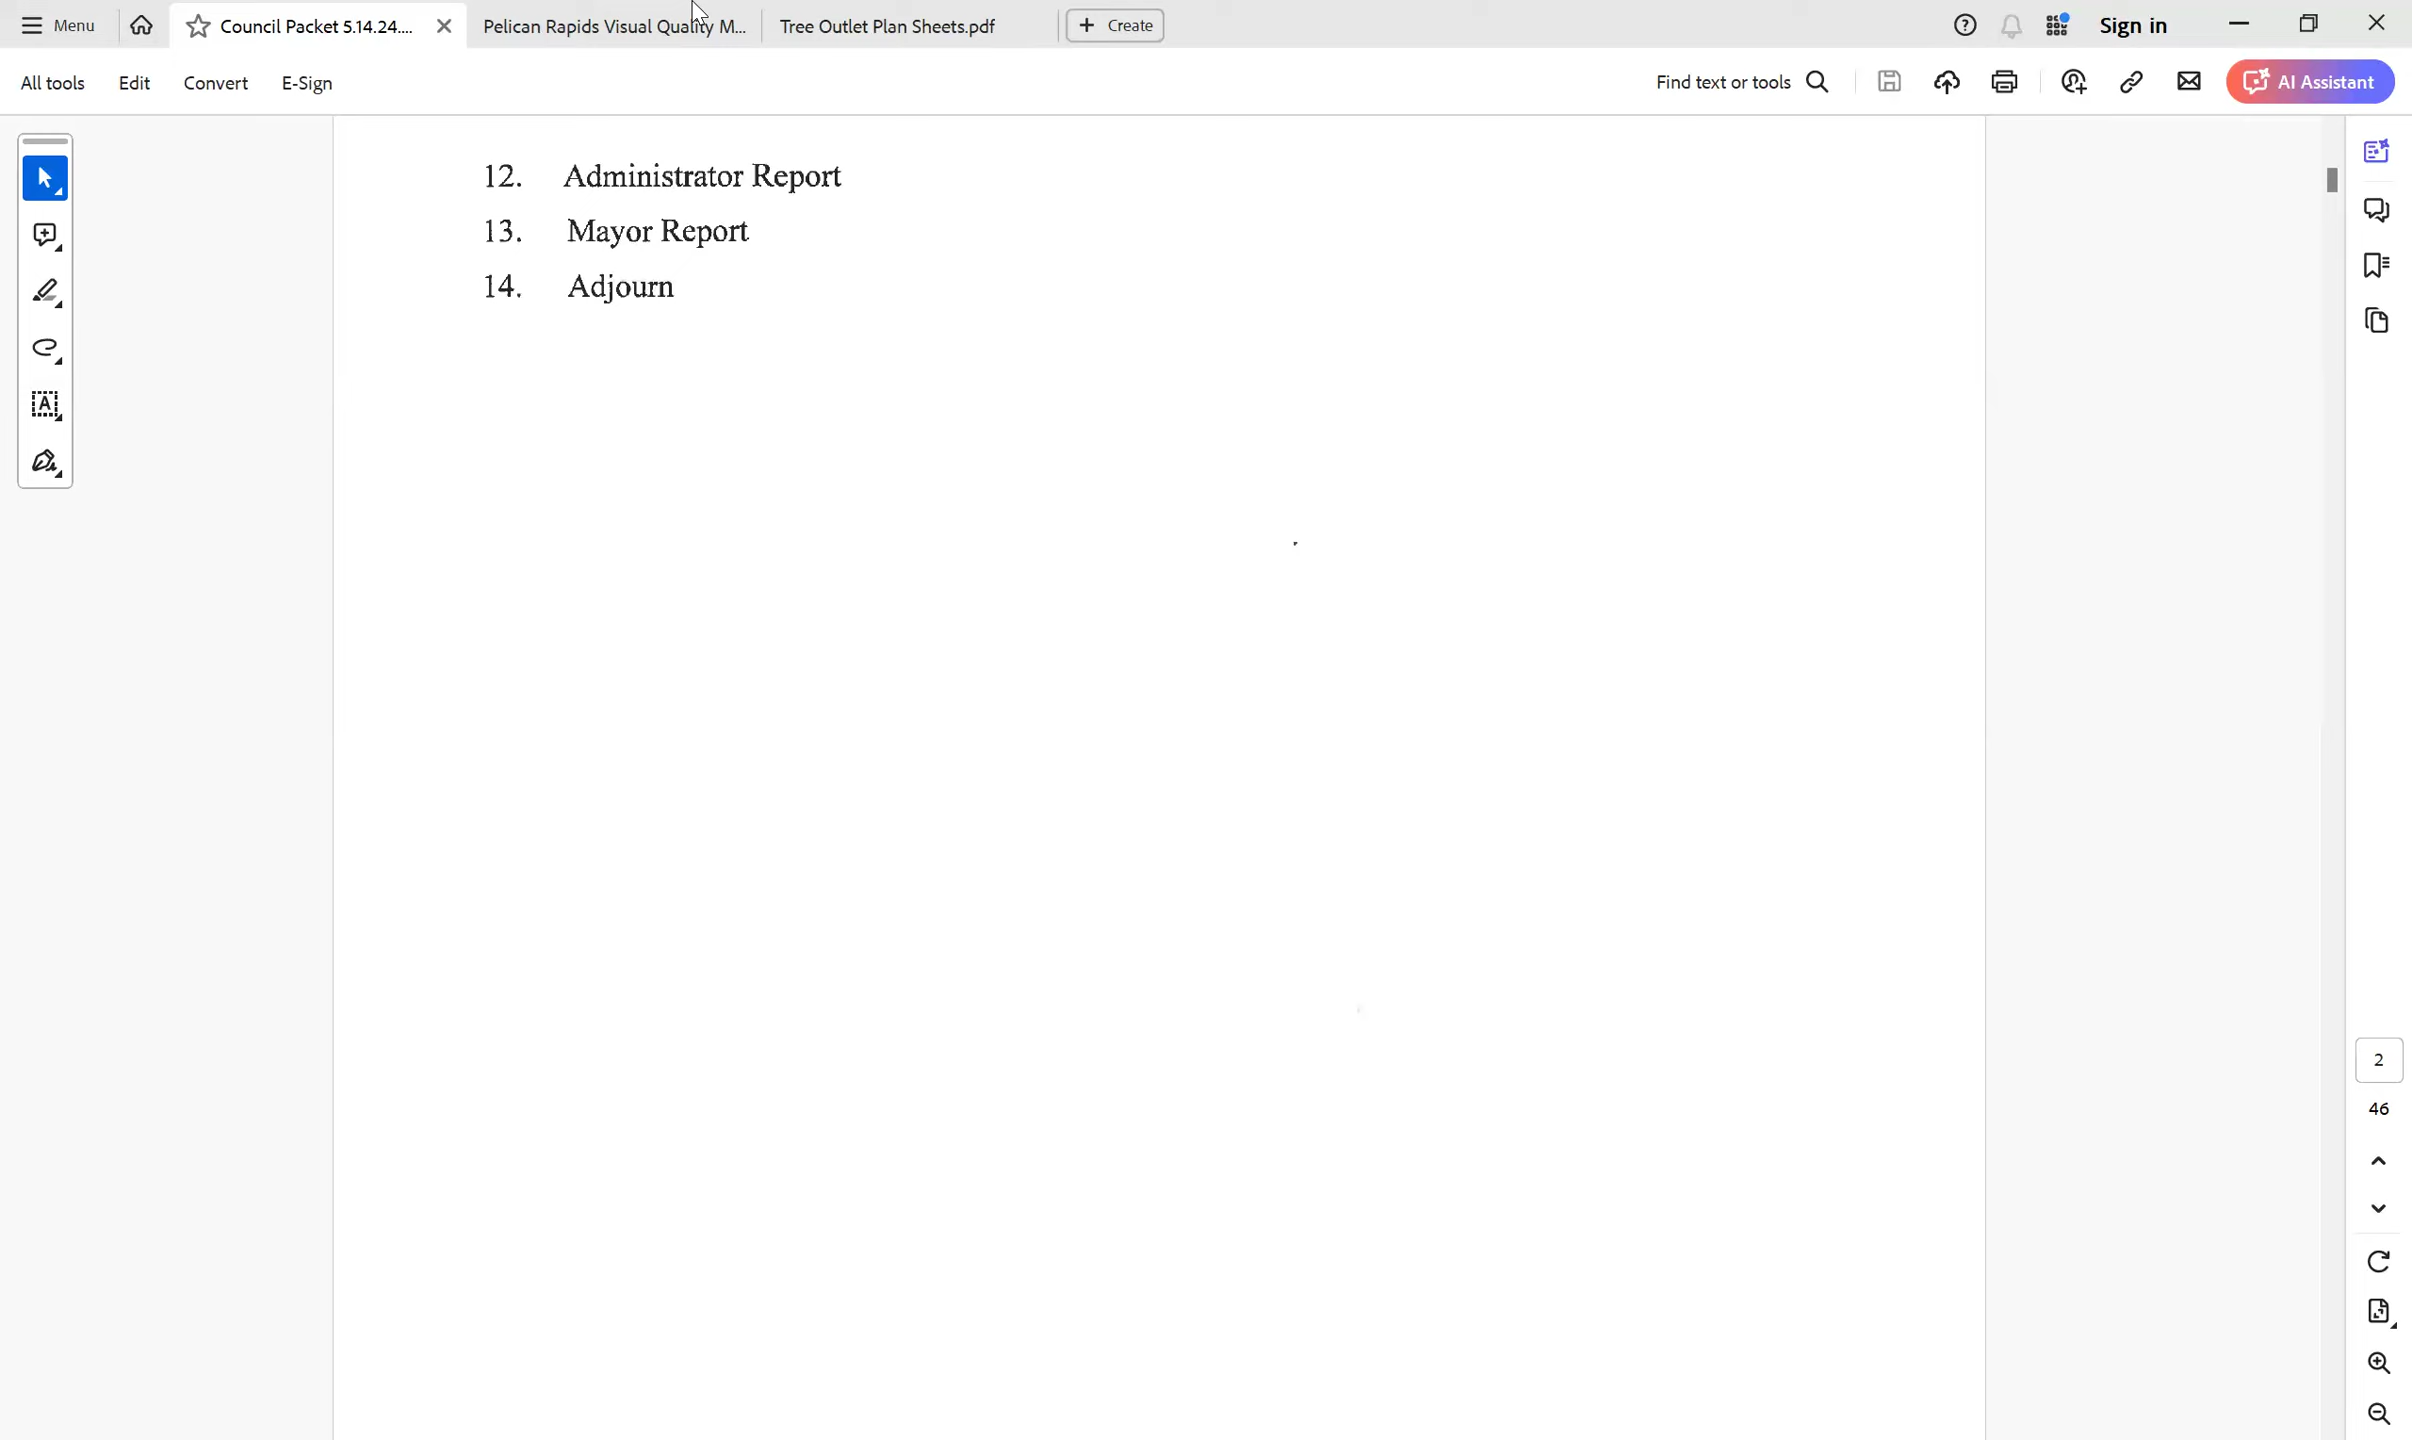 Menu
Council Packet 5.14.24....
Pelican Rapids Visual Quality M...
Tree Outlet Plan Sheets.pdf
+ Create
Sign in
All tools
Edit
Convert
E-Sign
Find text or tools
AI Assistant
12. Administrator Report
13. Mayor Report
14. Adjourn
2
46